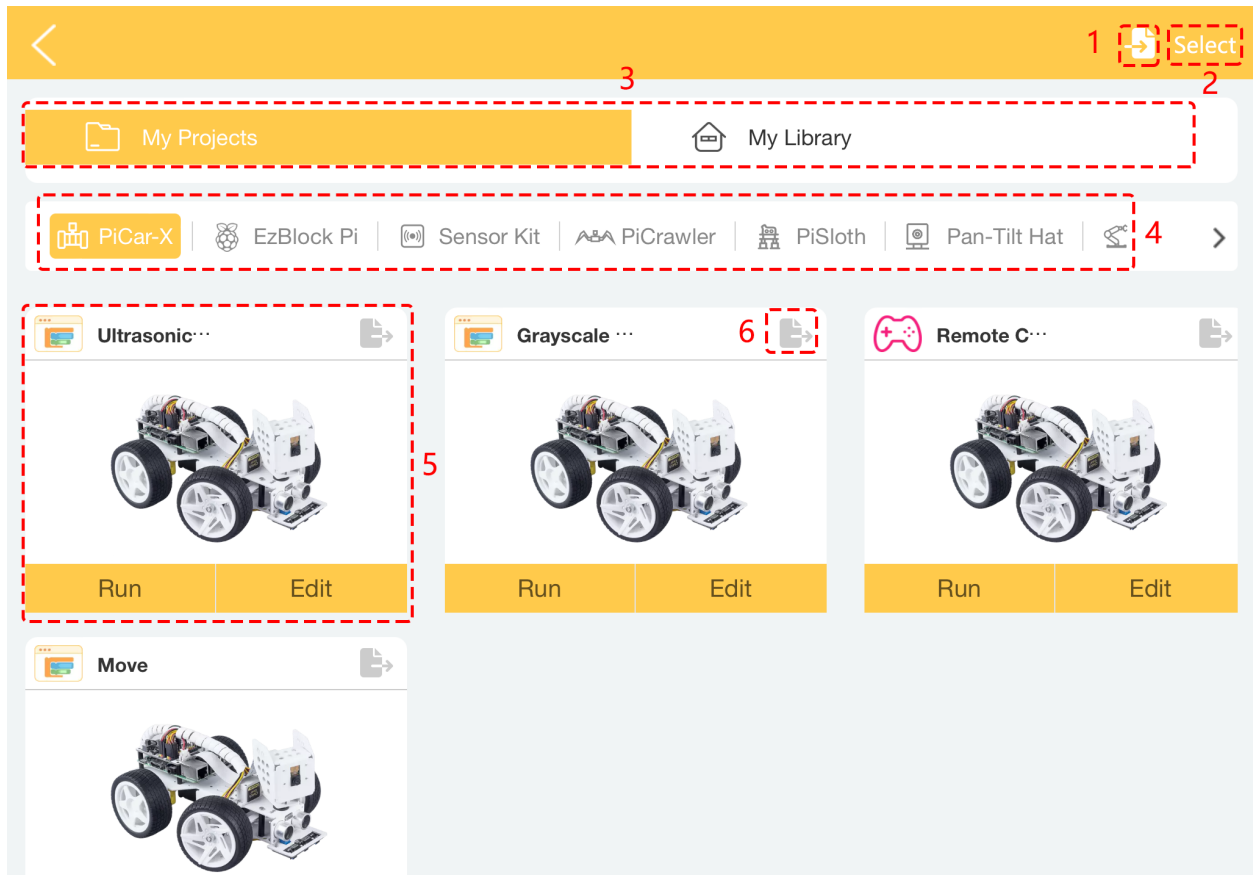 1
Select
3
2
My Projects
My Library
PiCar-X
EzBlock Pi
Sensor Kit
PiCrawler
PiSloth
Pan-Tilt Hat
4
Ultrasonic···
Grayscale ···
6
Remote C···
5
Run
Edit
Run
Edit
Run
Edit
Move